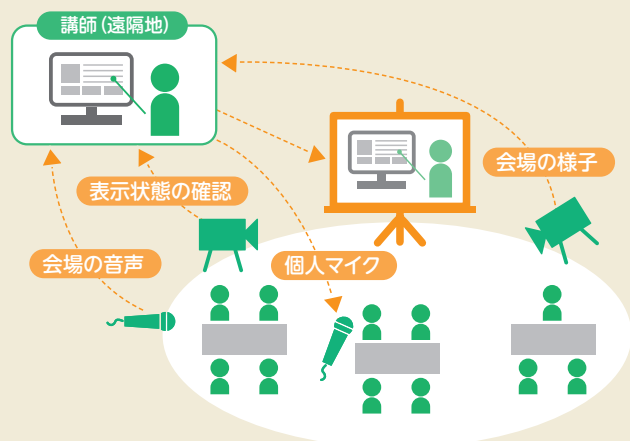 講師（遠隔地）
会場の様子
表示状態の確認
会場の音声
個人マイク